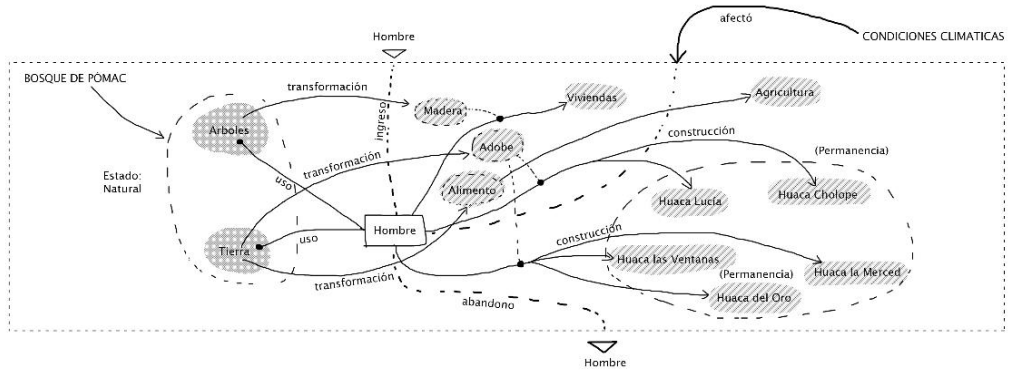 afectó
Hombre
CONDICIONES CLIMATICAS
BOSQUE DE PÓMAC
transformación
Viviendas
Agricultura
Madera
ingreso
Arboles
construcción
Adobe
(Permanencia)
transformación
Estado:
Natural
uso
Alimento
Huaca Lucía
Huaca Cholope
Hombre
uso
construcción
Tierra
Huaca las Ventanas
(Permanencia)
Huaca la Merced
transformación
Huaca del Oro
abandono
Hombre